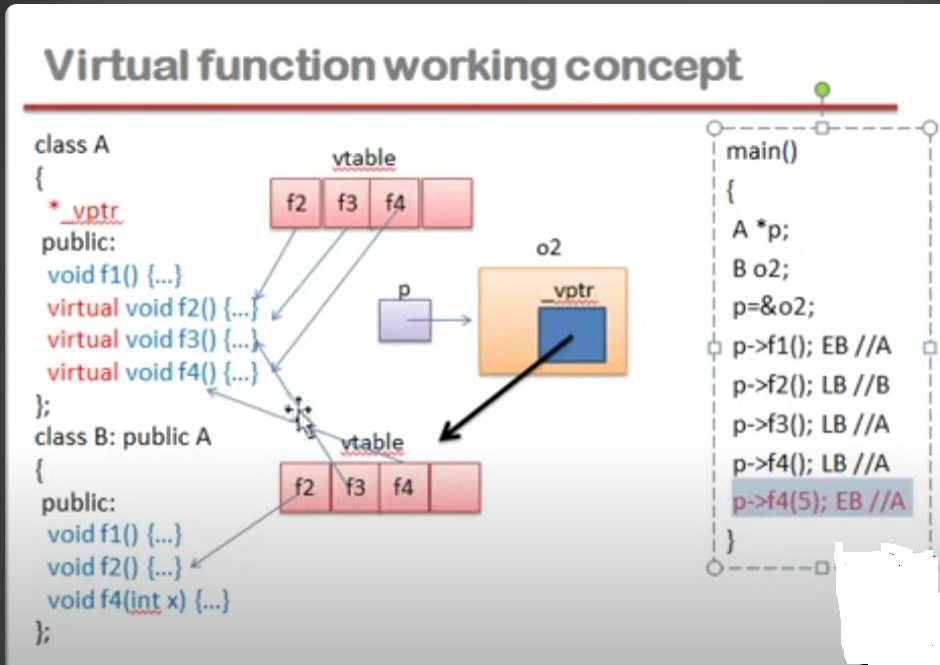 Virtual function working concept
class A
{
*_vptr
public:
void f1() {...}
virtual void f2() {...}
virtual void f3() {...}
virtual void f4() {...}
};
class B: public A
{
public:
void f1() {...}
void f2() {...}
void f4(int x) {...}
};
vtable
f2 f3 f4
p
o2
_vptr
vtable
f2 f3 f4
main()
{
A *p;
B o2;
p=&o2;
p->f1(); EB //A
p->f2(); LB //B
p->f3(); LB //A
p->f4(); LB //A
p->f4(5); EB //A
}